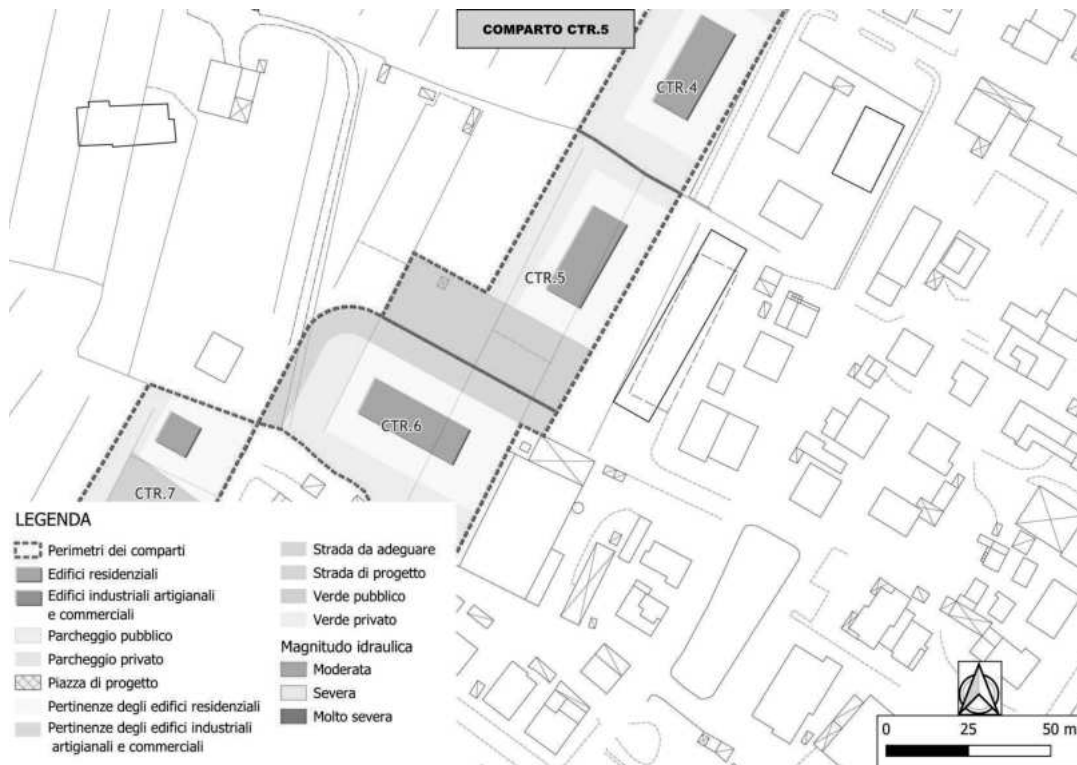 COMPARTO CTR.5
CTR.4
CTR.5
CTR.6
CTR.7
LEGENDA
Perimetri dei comparti
Edifici residenziali
Edifici industriali artigianali
e commerciali
Parcheggio pubblico
Parcheggio privato
Piazza di progetto
Pertinenze degli edifici residenziali
Pertinenze degli edifici industriali
artigianali e commerciali
Strada da adeguare
Strada di progetto
Verde pubblico
Verde privato
Magnitudo idraulica
Moderata
Severa
Molto severa
0 25 50 m